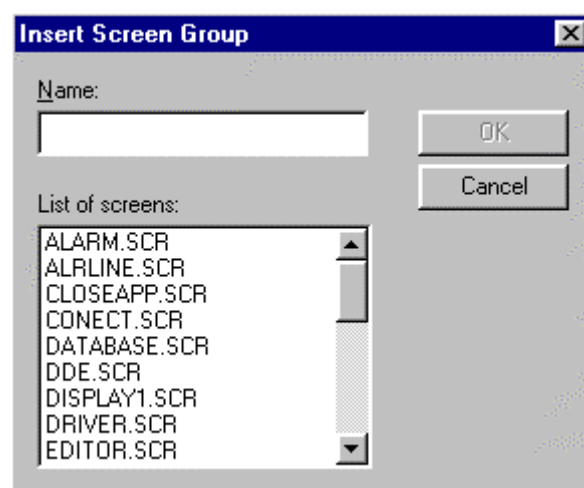 Insert Screen Group
Name:
OK
Cancel
List of screens:
ALARM.SCR
ALRLINE.SCR
CLOSEAPP.SCR
CONECT.SCR
DATABASE.SCR
DDE.SCR
DISPLAY1.SCR
DRIVER.SCR
EDITOR.SCR